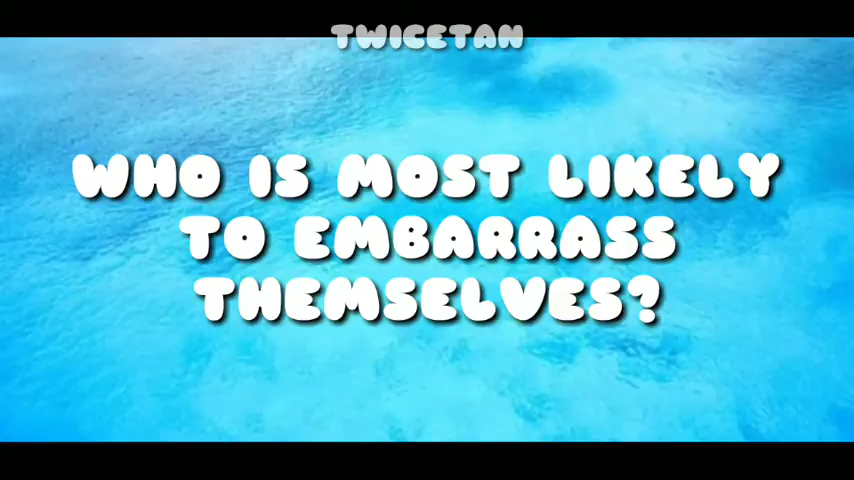 TWICETAN
WHO IS MOST LIKELY
TO EMBARRASS
THEMSELVES?